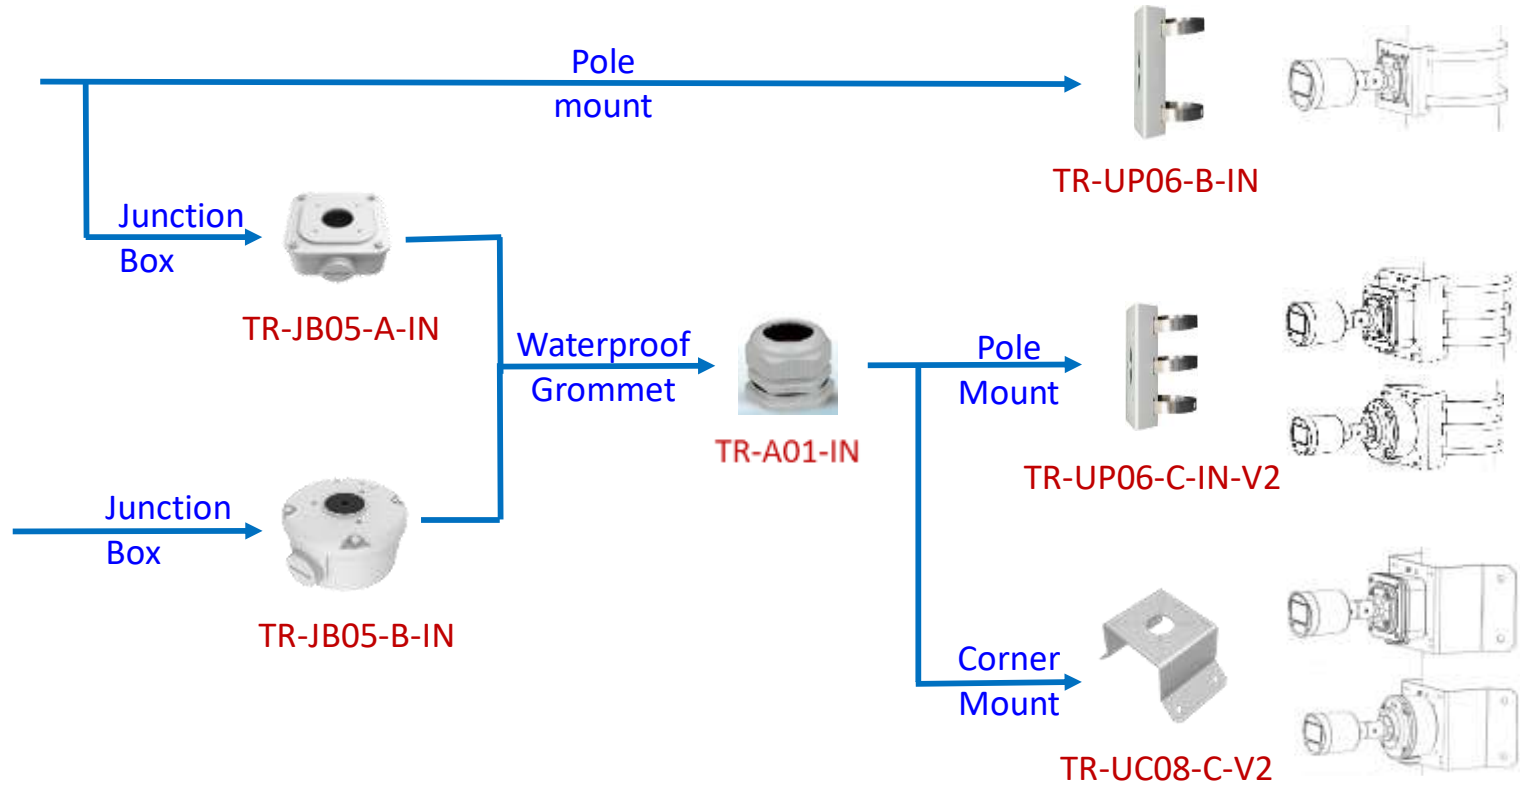 Pole
mount
TR-UP06-B-IN
Junction
Box
TR-JB05-A-IN
Waterproof
Grommet
TR-A01-IN
Pole
Mount
TR-UP06-C-IN-V2
Junction
Box
TR-JB05-B-IN
Corner
Mount
TR-UC08-C-V2